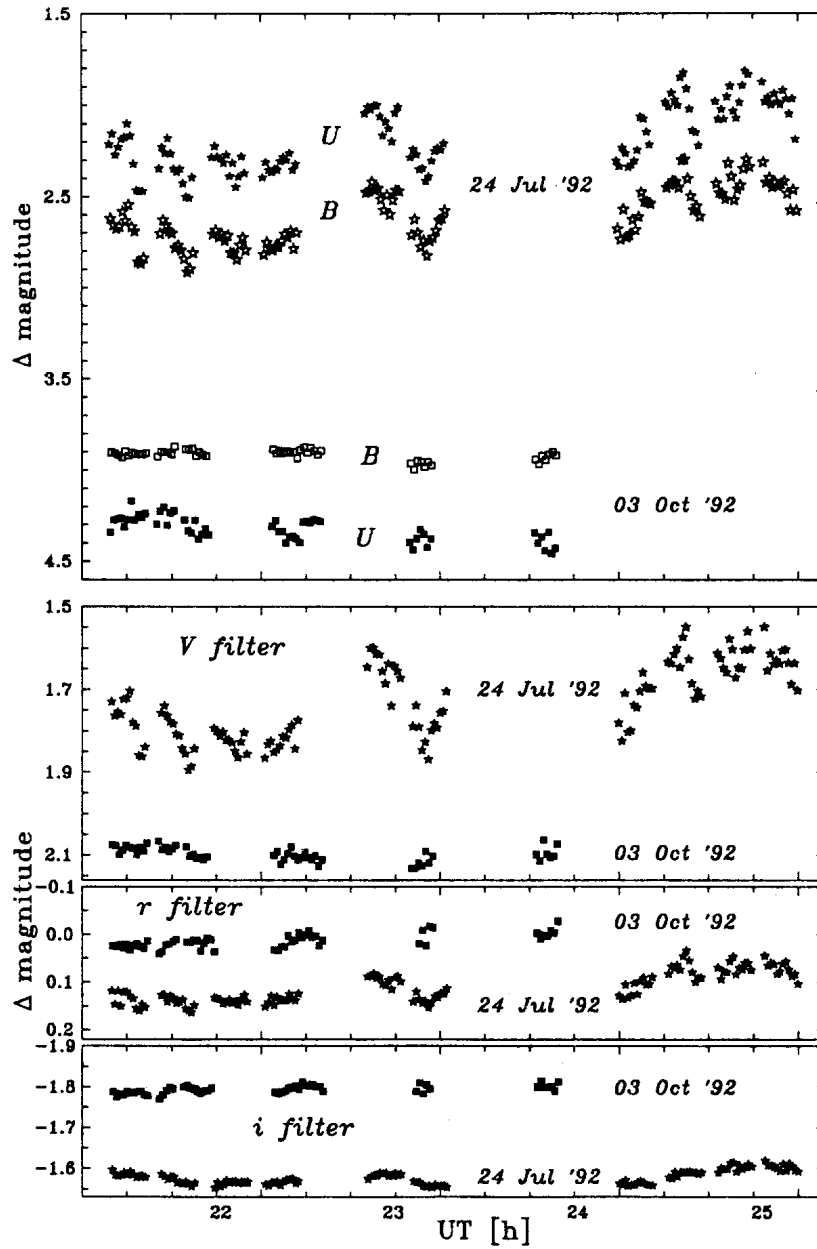 1.5
U
24 Jul '92
2.5
B
Δ magnitude
3.5
B
03 Oct '92
U
4.5
1.5
V filter
1.7
24 Jul '92
1.9
2.1
03 Oct '92
Δ magnitude
-0.1
r filter
03 Oct '92
0.0
0.1
24 Jul '92
0.2
-1.9
-1.8
03 Oct '92
i filter
-1.6
24 Jul '92
22 23 24 25
UT [h]